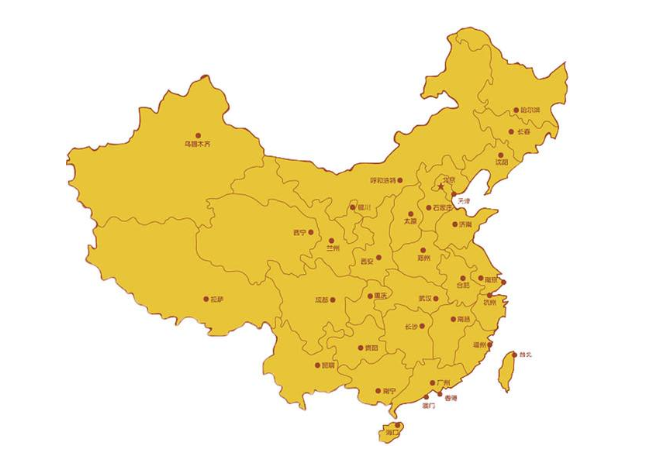 哈尔滨
长春
乌鲁木齐
沈阳
呼和浩特
北京
天津
银川
石家庄
太原
济南
西宁
兰州
郑州
西安
合肥
南京
拉萨
成都
重庆
武汉
杭州
南昌
长沙
福州
贵阳
台北
昆明
广州
南宁
香港
澳门
海口